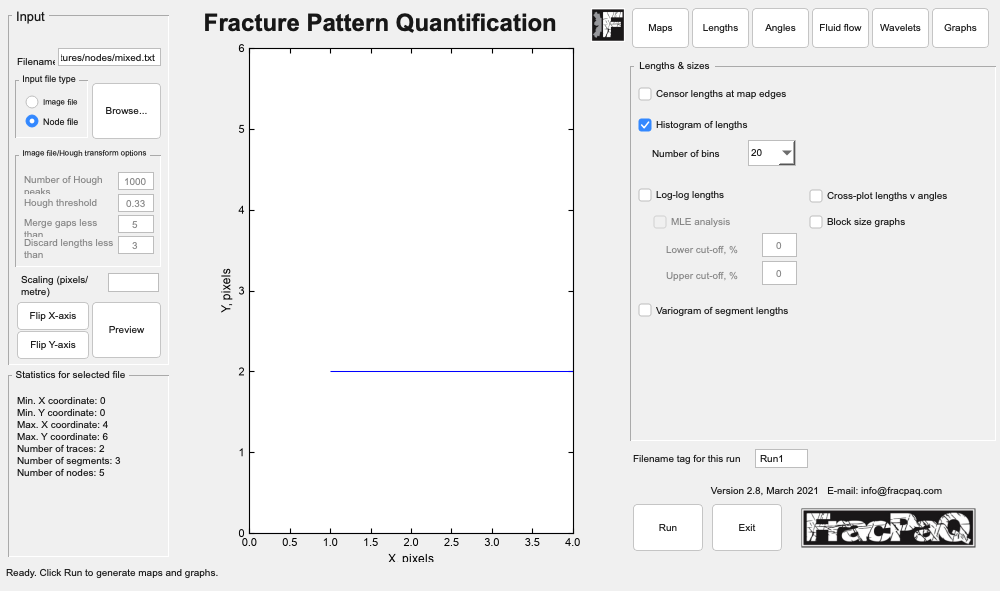 Input
Fracture Pattern Quantification
Maps
Lengths
Angles
Fluid flow
Wavelets
Graphs
Filename
tures/nodes/mixed.txt
Input file type
Image file
Node file
Browse...
Image file/Hough transform options
Number of Hough
peaks
1000
Hough threshold
0.33
Merge gaps less
than
5
Discard lengths less
than
3
Scaling (pixels/
metre)
Flip X-axis
Flip Y-axis
Preview
Statistics for selected file
Min. X coordinate: 0
Min. Y coordinate: 0
Max. X coordinate: 4
Max. Y coordinate: 6
Number of traces: 2
Number of segments: 3
Number of nodes: 5
Ready. Click Run to generate maps and graphs.
6
5
4
3
2
1
0
Y, pixels
0.0 0.5 1.0 1.5 2.0 2.5 3.0 3.5 4.0
X, pixels
Lengths & sizes
Censor lengths at map edges
Histogram of lengths
Number of bins
20
Log-log lengths
Cross-plot lengths v angles
MLE analysis
Block size graphs
Lower cut-off, %
0
Upper cut-off, %
0
Variogram of segment lengths
Filename tag for this run
Run1
Version 2.8, March 2021 E-mail: info@fracpaq.com
Run
Exit
FracPaQ